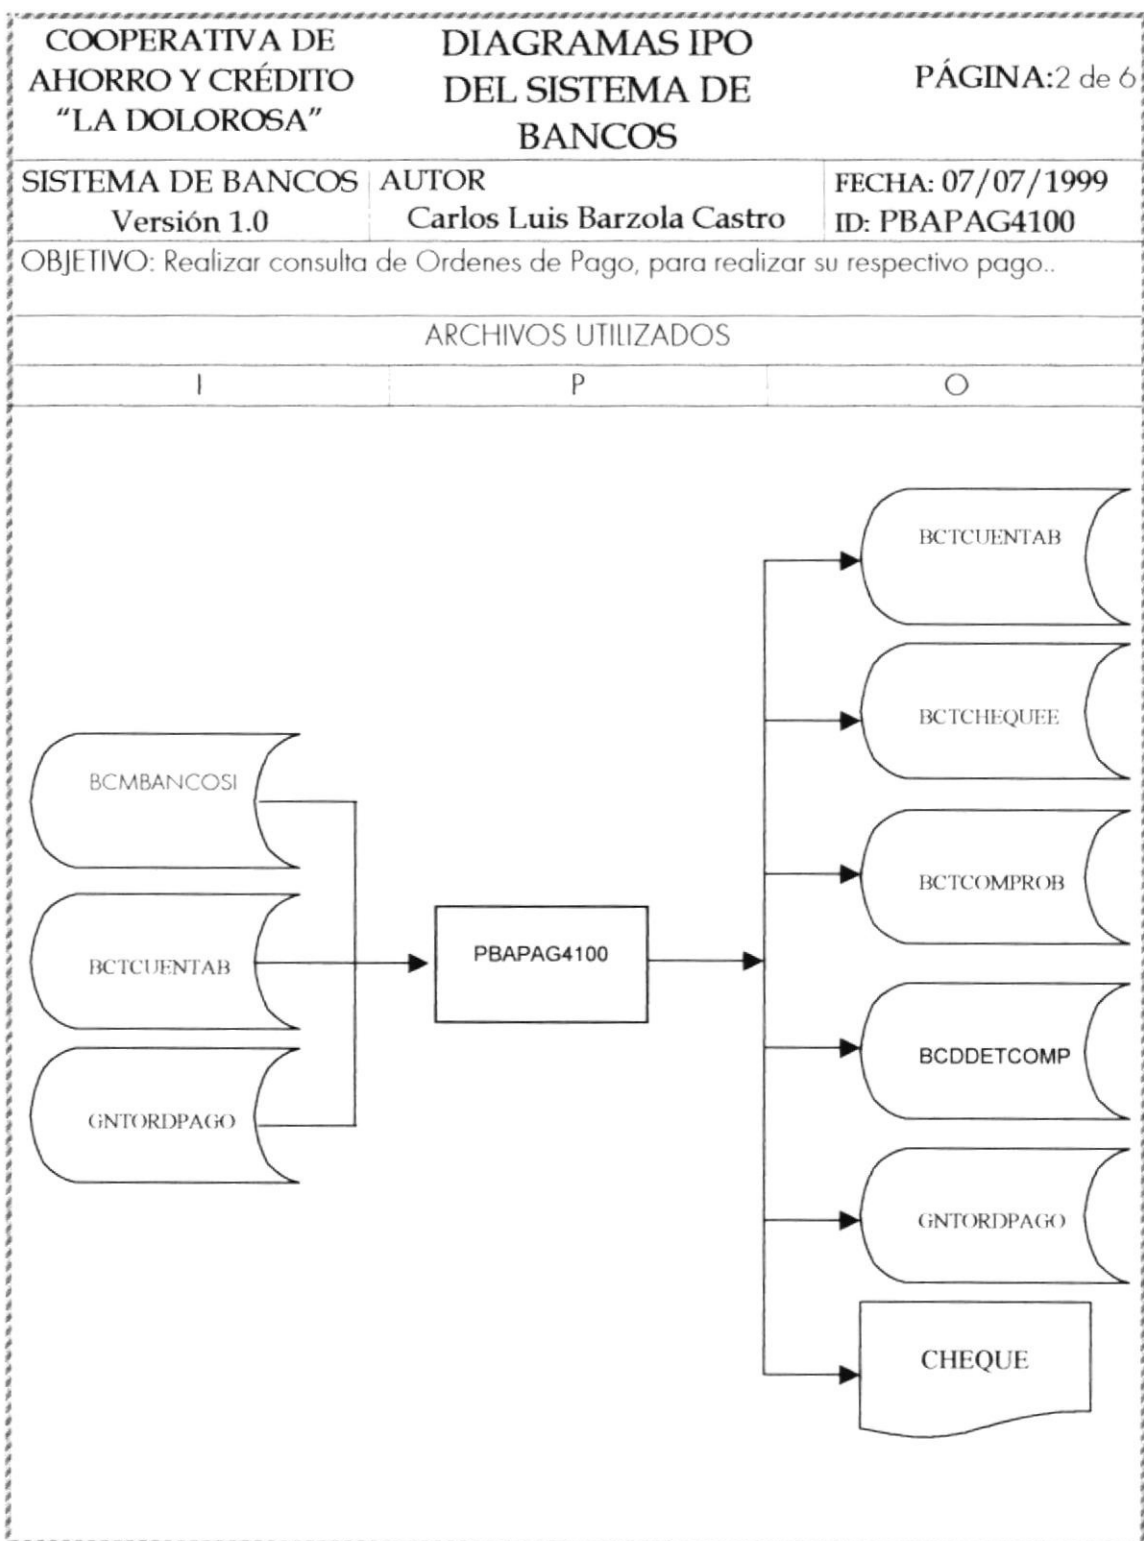 COOPERATIVA DE
AHORRO Y CRÉDITO
“LA DOLOROSA”
DIAGRAMAS IPO
DEL SISTEMA DE
BANCOS
PÁGINA:2 de 6
SISTEMA DE BANCOS
Versión 1.0
AUTOR
Carlos Luis Barzola Castro
FECHA: 07/07/1999
ID: PBAPAG4100
OBJETIVO: Realizar consulta de Ordenes de Pago, para realizar su respectivo pago..
ARCHIVOS UTILIZADOS
I P O
BCMBANCOSI
BCTCUENTAB
GNTORDPAGO
PBAPAG4100
BCTCUENTAB
BCTCHEQUEE
BCTCOMPROB
BCDDETCOMP
GNTORDPAGO
CHEQUE